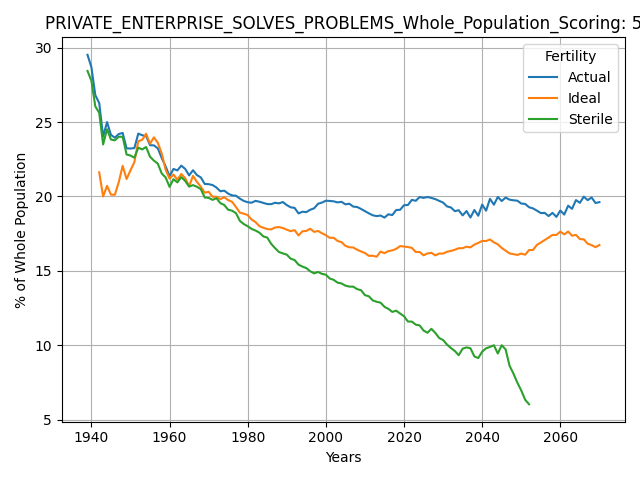 PRIVATE_ENTERPRISE_SOLVES_PROBLEMS_Whole_Population_Scoring: 5
Fertility
Actual
Ideal
Sterile
% of Whole Population
30
25
20
15
10
5
1940
1960
1980
2000
2020
2040
2060
Years